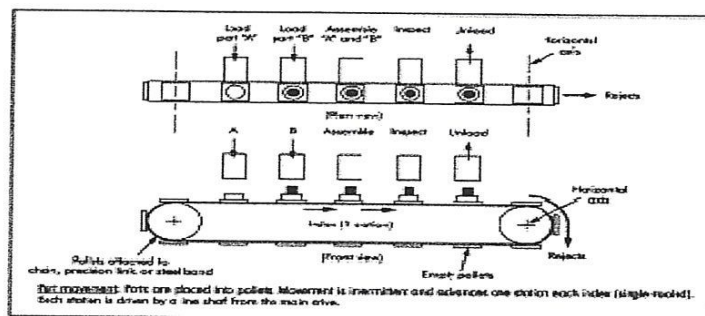 Load Load Assemble Inspect Unload Horizontal
part "A" part "B" "A" and "B" axis
Rejects
(Plan view)
A B Assemble Inspect Unload
Horizontal
axis
Index (1 station)
Pallets attached to
chain, precision link or steel band
(Front view)
Empty pallets
Rejects
Part movement: Parts are placed into pallets. Movement is intermittent and advances one station each index (single-tooled).
Each station is driven by a line shaft from the main drive.